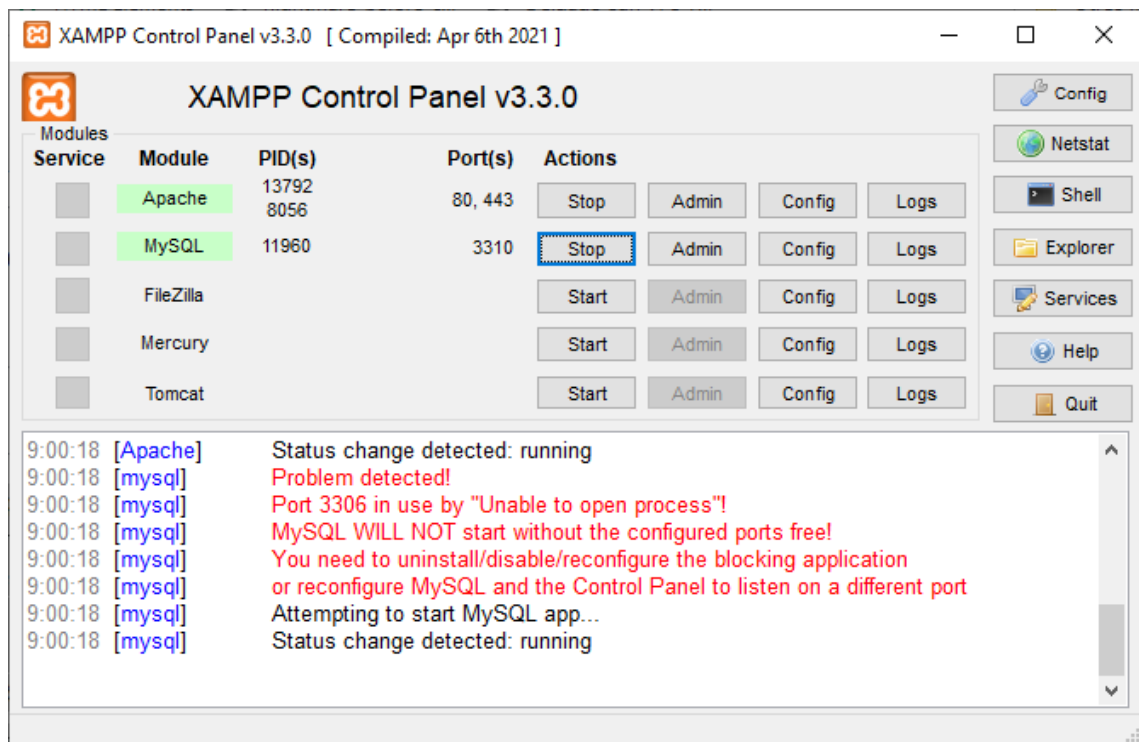 XAMPP Control Panel v3.3.0 [ Compiled: Apr 6th 2021 ]
XAMPP Control Panel v3.3.0
Config
Modules
Service Module PID(s) Port(s) Actions
Netstat
Apache 13792 8056 80, 443 Stop Admin Config Logs
Shell
MySQL 11960 3310 Stop Admin Config Logs
Explorer
FileZilla Start Admin Config Logs
Services
Mercury Start Admin Config Logs
Help
Tomcat Start Admin Config Logs
Quit
9:00:18 [Apache] Status change detected: running
9:00:18 [mysql] Problem detected!
9:00:18 [mysql] Port 3306 in use by "Unable to open process"!
9:00:18 [mysql] MySQL WILL NOT start without the configured ports free!
9:00:18 [mysql] You need to uninstall/disable/reconfigure the blocking application
9:00:18 [mysql] or reconfigure MySQL and the Control Panel to listen on a different port
9:00:18 [mysql] Attempting to start MySQL app...
9:00:18 [mysql] Status change detected: running